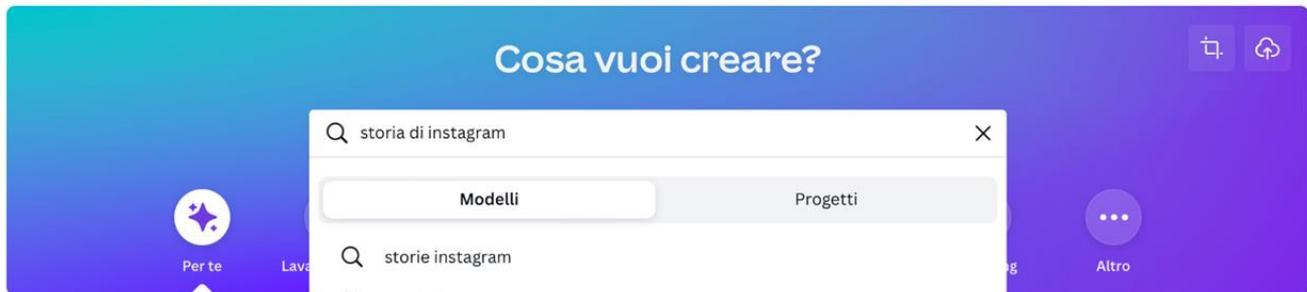 Cosa vuoi creare?
storia di instagram
Modelli
Progetti
storie instagram
Per te
Altro